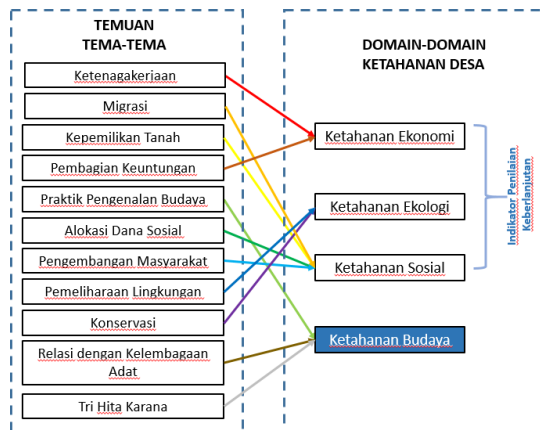 TEMUAN
TEMA-TEMA
Ketenagakerjaan
Migrasi
Kepemilikan Tanah
Pembagian Keuntungan
Praktik Pengenalan Budaya
Alokasi Dana Sosial
Pengembangan Masyarakat
Pemeliharaan Lingkungan
Konservasi
Relasi dengan Kelembagaan
Adat
Tri Hita Karana
DOMAIN-DOMAIN
KETAHANAN DESA
Ketahanan Ekonomi
Ketahanan Ekologi
Ketahanan Sosial
Ketahanan Budaya
Indikator Penilaian
Keberlanjutan